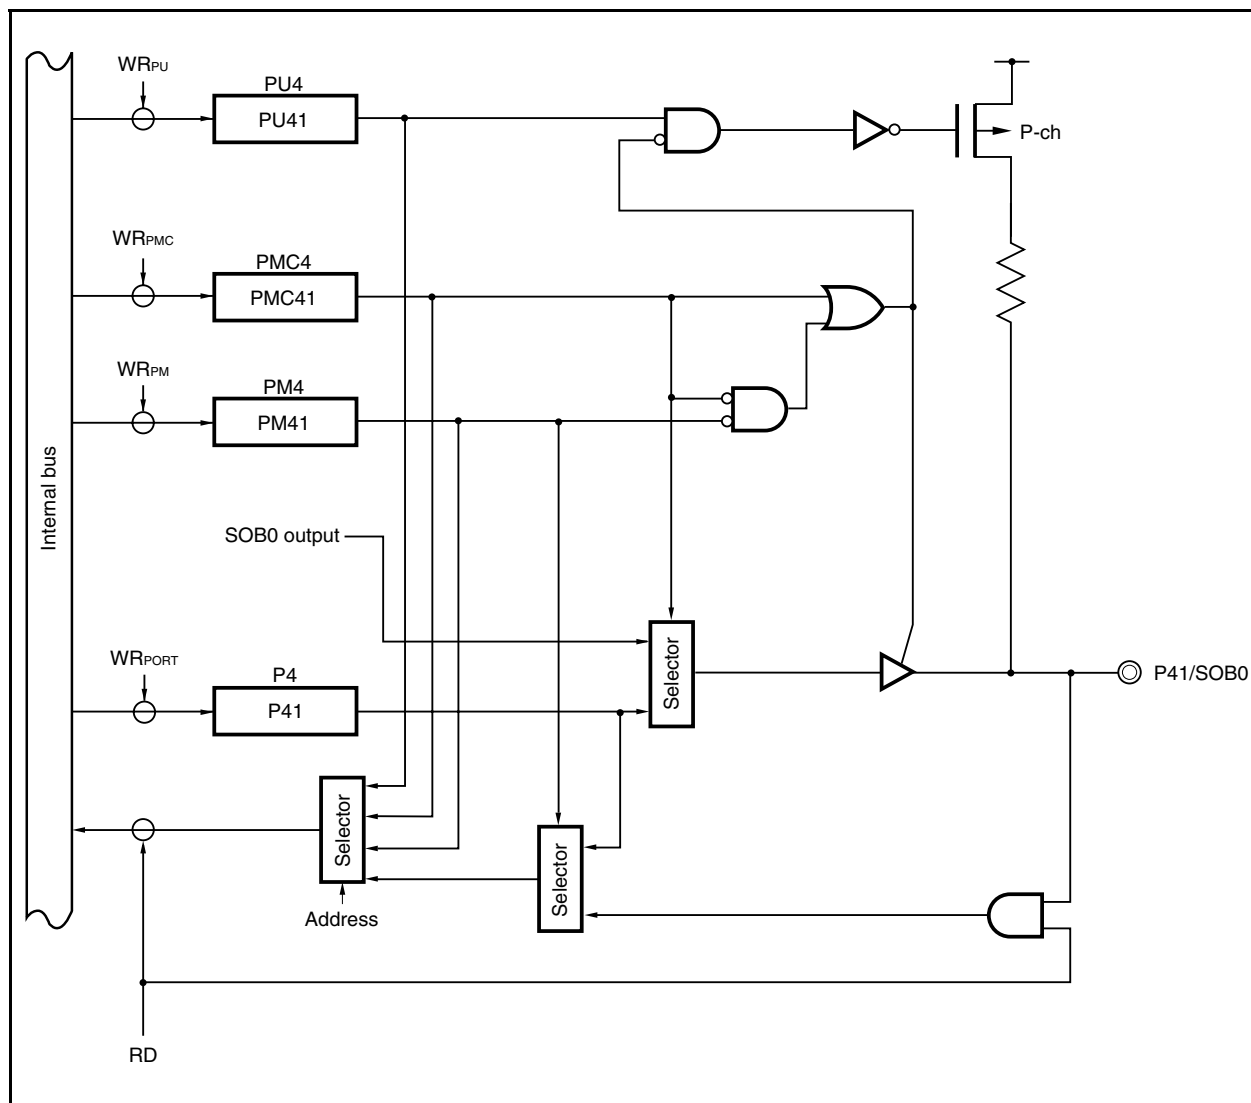 WRPU
PU4
PU41
P-ch
WRPMC
PMC4
PMC41
WRPM
PM4
PM41
Internal bus
SOB0 output
WRPORT
P4
P41
Selector
P41/SOB0
Selector
Selector
Address
RD